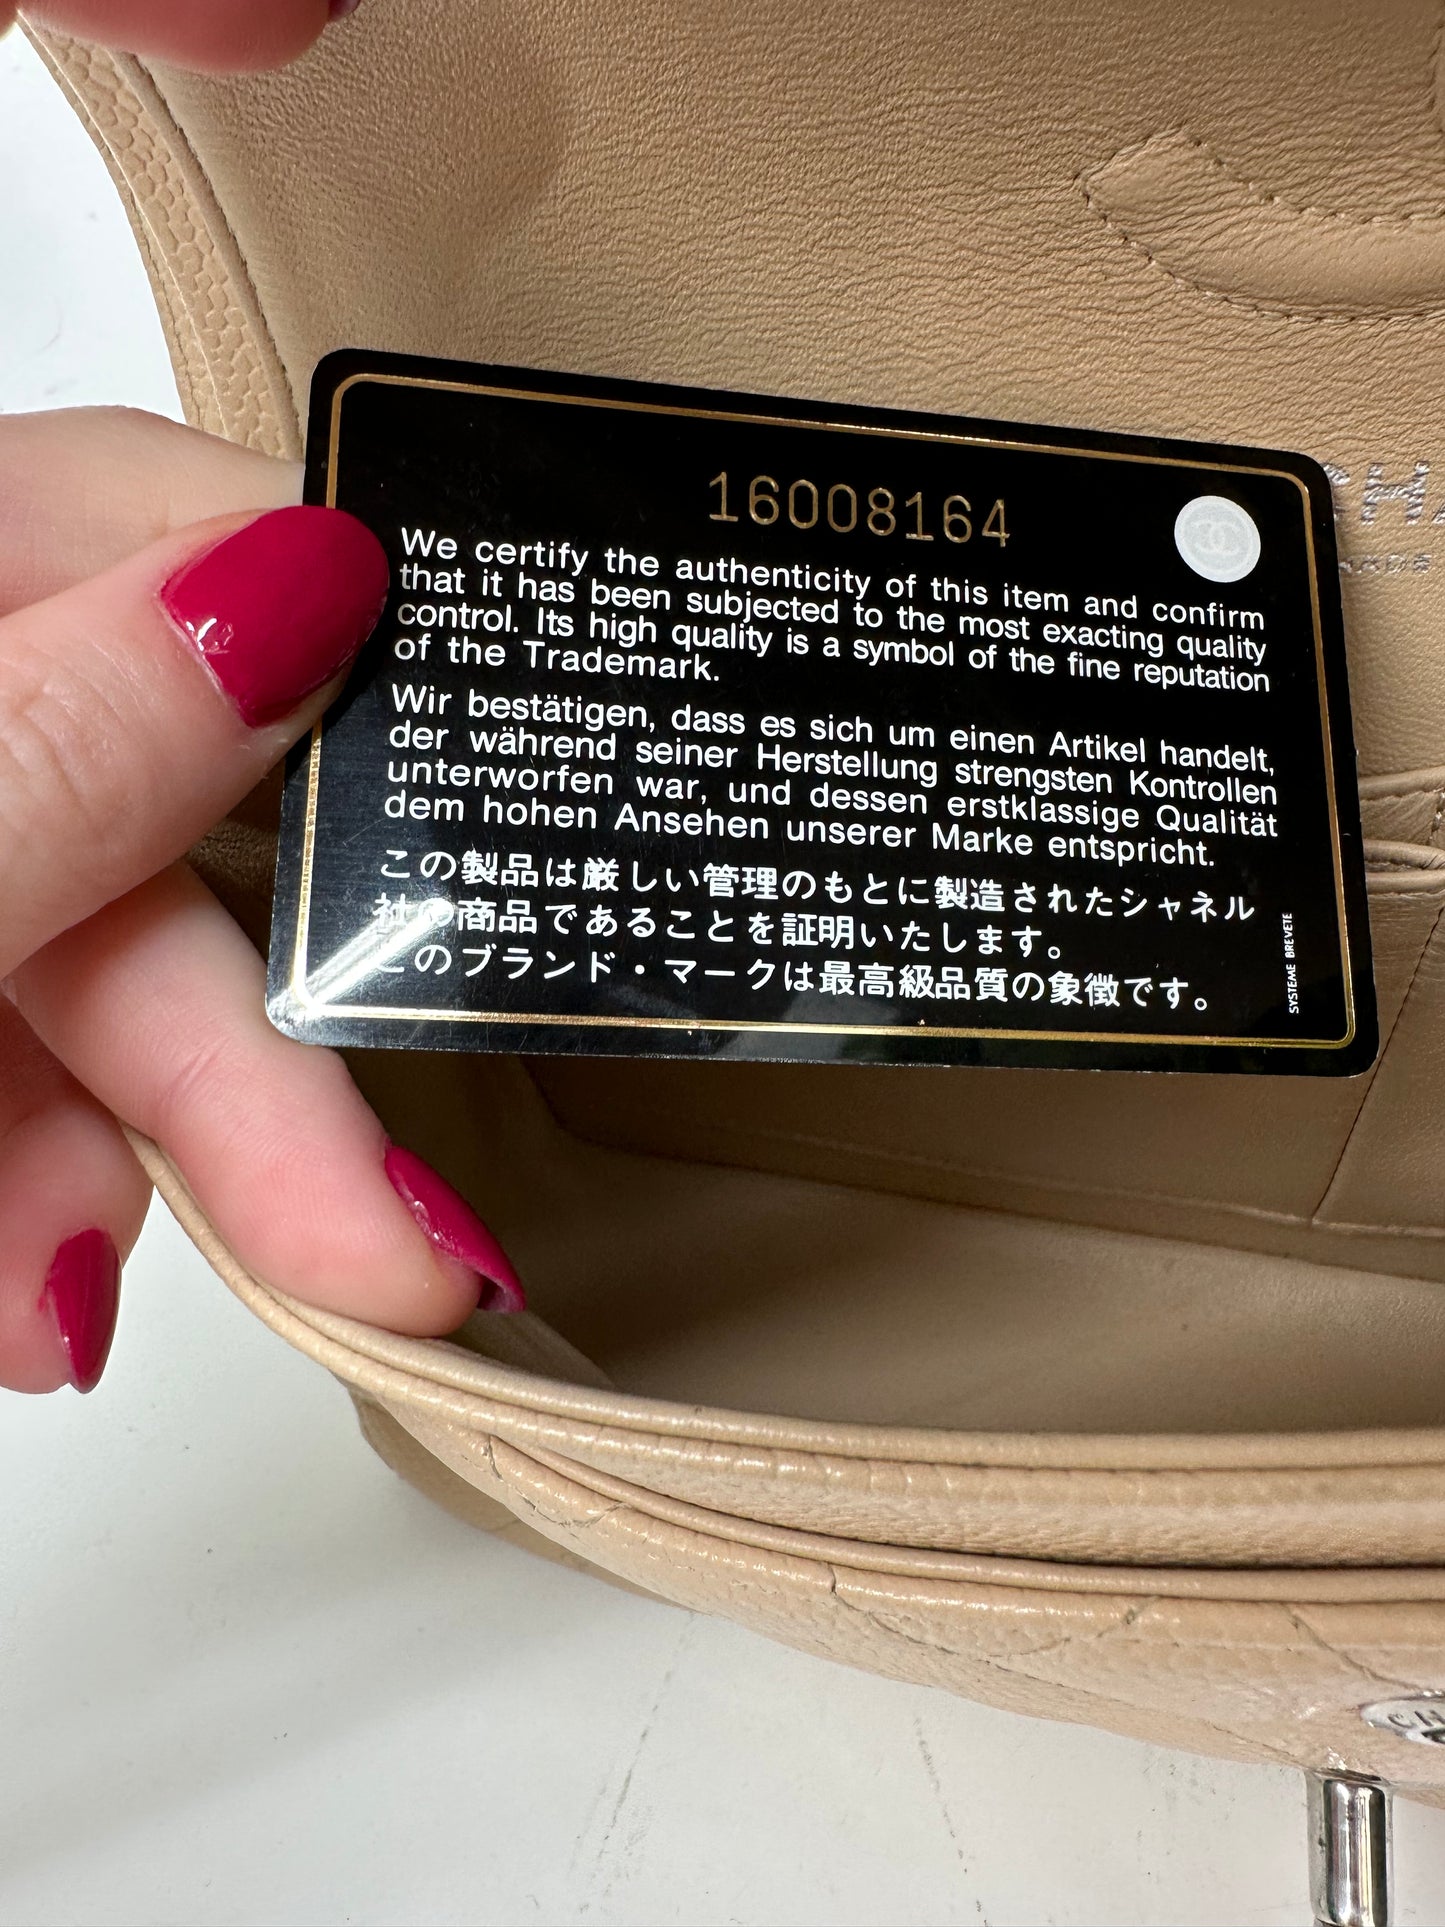 16008164
We certify the authenticity of this item and confirm
that it has been subjected to the most exacting quality
control. Its high quality is a symbol of the fine reputation
of the Trademark.
Wir bestätigen, dass es sich um einen Artikel handelt,
der während seiner Herstellung strengsten Kontrollen
unterworfen war, und dessen erstklassige Qualität
dem hohen Ansehen unserer Marke entspricht.
この製品は厳しい管理のもとに製造されたシャネル
社の商品であることを証明いたします。
このブランド・マークは最高級品質の象徴です。
SYSTEME BREVETE